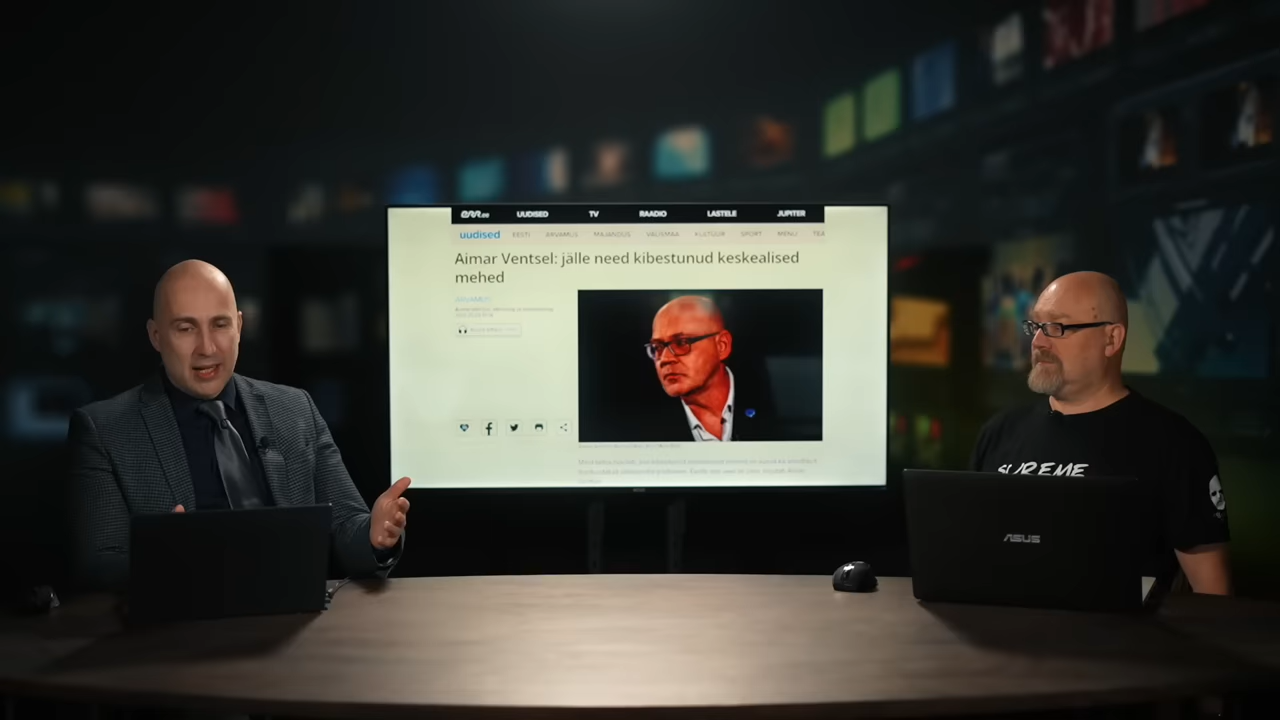 err.ee UUDISED TV RAADIO LASTELE JUPITER
uudised EESTI ARVAMUS MAJANDUS VÄLISMAA KULTUUR SPORT MENU TEA
Aimar Ventsel: jälle need kibestunud keskealised
mehed
ARVAMUS
SUREME
ASUS